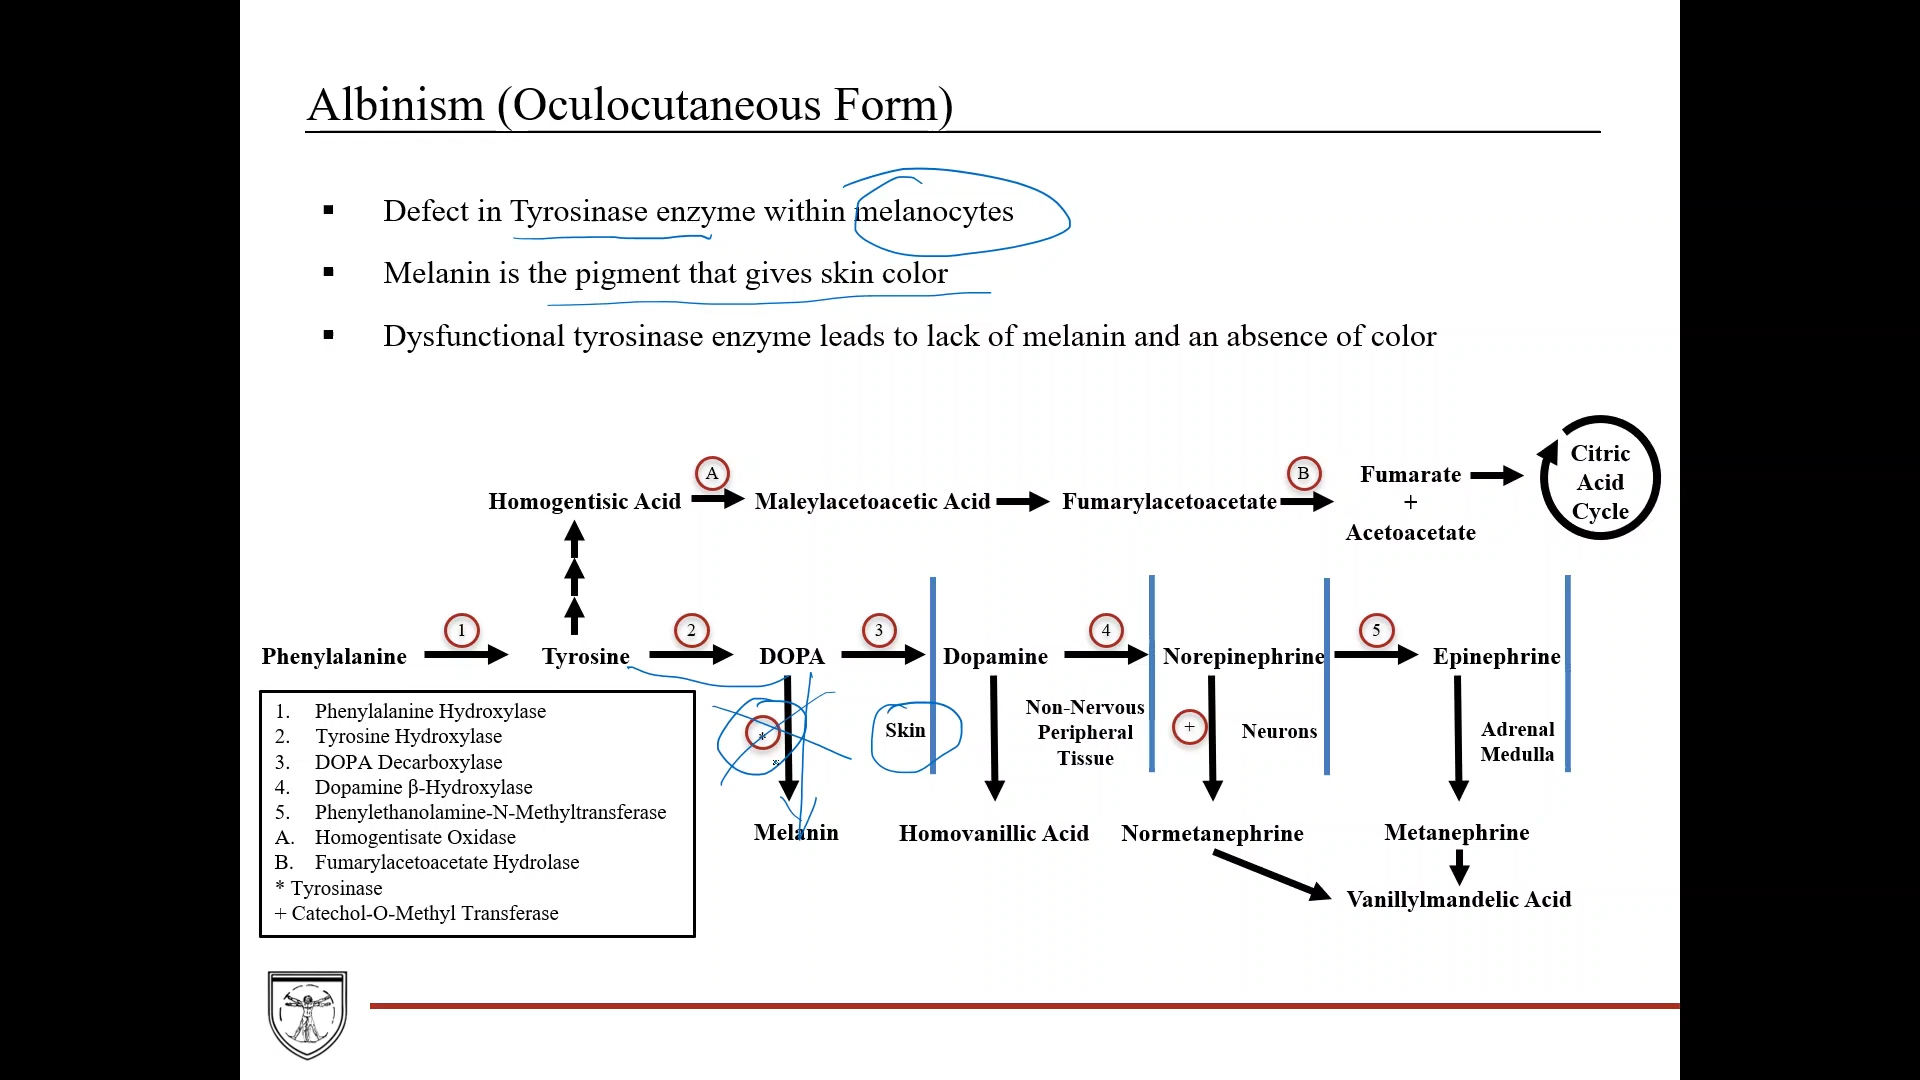 Albinism (Oculocutaneous Form)
▪ Defect in Tyrosinase enzyme within melanocytes
▪ Melanin is the pigment that gives skin color
▪ Dysfunctional tyrosinase enzyme leads to lack of melanin and an absence of color
A
B
Homogentisic Acid
Maleylacetoacetic Acid
Fumarylacetoacetate
Fumarate
+
Acetoacetate
Citric
Acid
Cycle
1
2
3
4
5
Phenylalanine
Tyrosine
DOPA
Dopamine
Norepinephrine
Epinephrine
*
Skin
Non-Nervous
Peripheral
Tissue
+
Neurons
Adrenal
Medulla
Melanin
Homovanillic Acid
Normetanephrine
Metanephrine
Vanillylmandelic Acid
1. Phenylalanine Hydroxylase
2. Tyrosine Hydroxylase
3. DOPA Decarboxylase
4. Dopamine β-Hydroxylase
5. Phenylethanolamine-N-Methyltransferase
A. Homogentisate Oxidase
B. Fumarylacetoacetate Hydrolase
* Tyrosinase
+ Catechol-O-Methyl Transferase